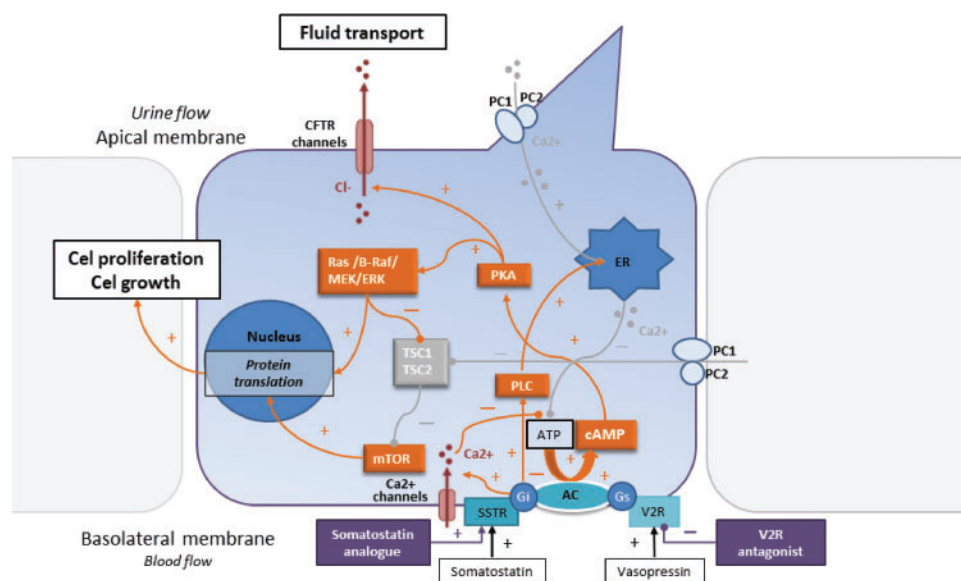 Fluid transport
Urine flow
Apical membrane
CFTR
channels
PC1
PC2
Ca2+
Cl-
+
+
Cel proliferation
Cel growth
Ras /B-Raf/
MEK/ERK
+
PKA
ER
+
−
+
Nucleus
Protein
translation
+
TSC1
TSC2
−
−
Ca2+
PC1
PC2
+
PLC
−
−
ATP
cAMP
+
mTOR
Ca2+
Ca2+
channels
+
+
−
+
+
Gi
AC
Gs
SSTR
V2R
Basolateral membrane
Blood flow
Somatostatin
analogue
+
+
Somatostatin
+
Vasopressin
−
V2R
antagonist